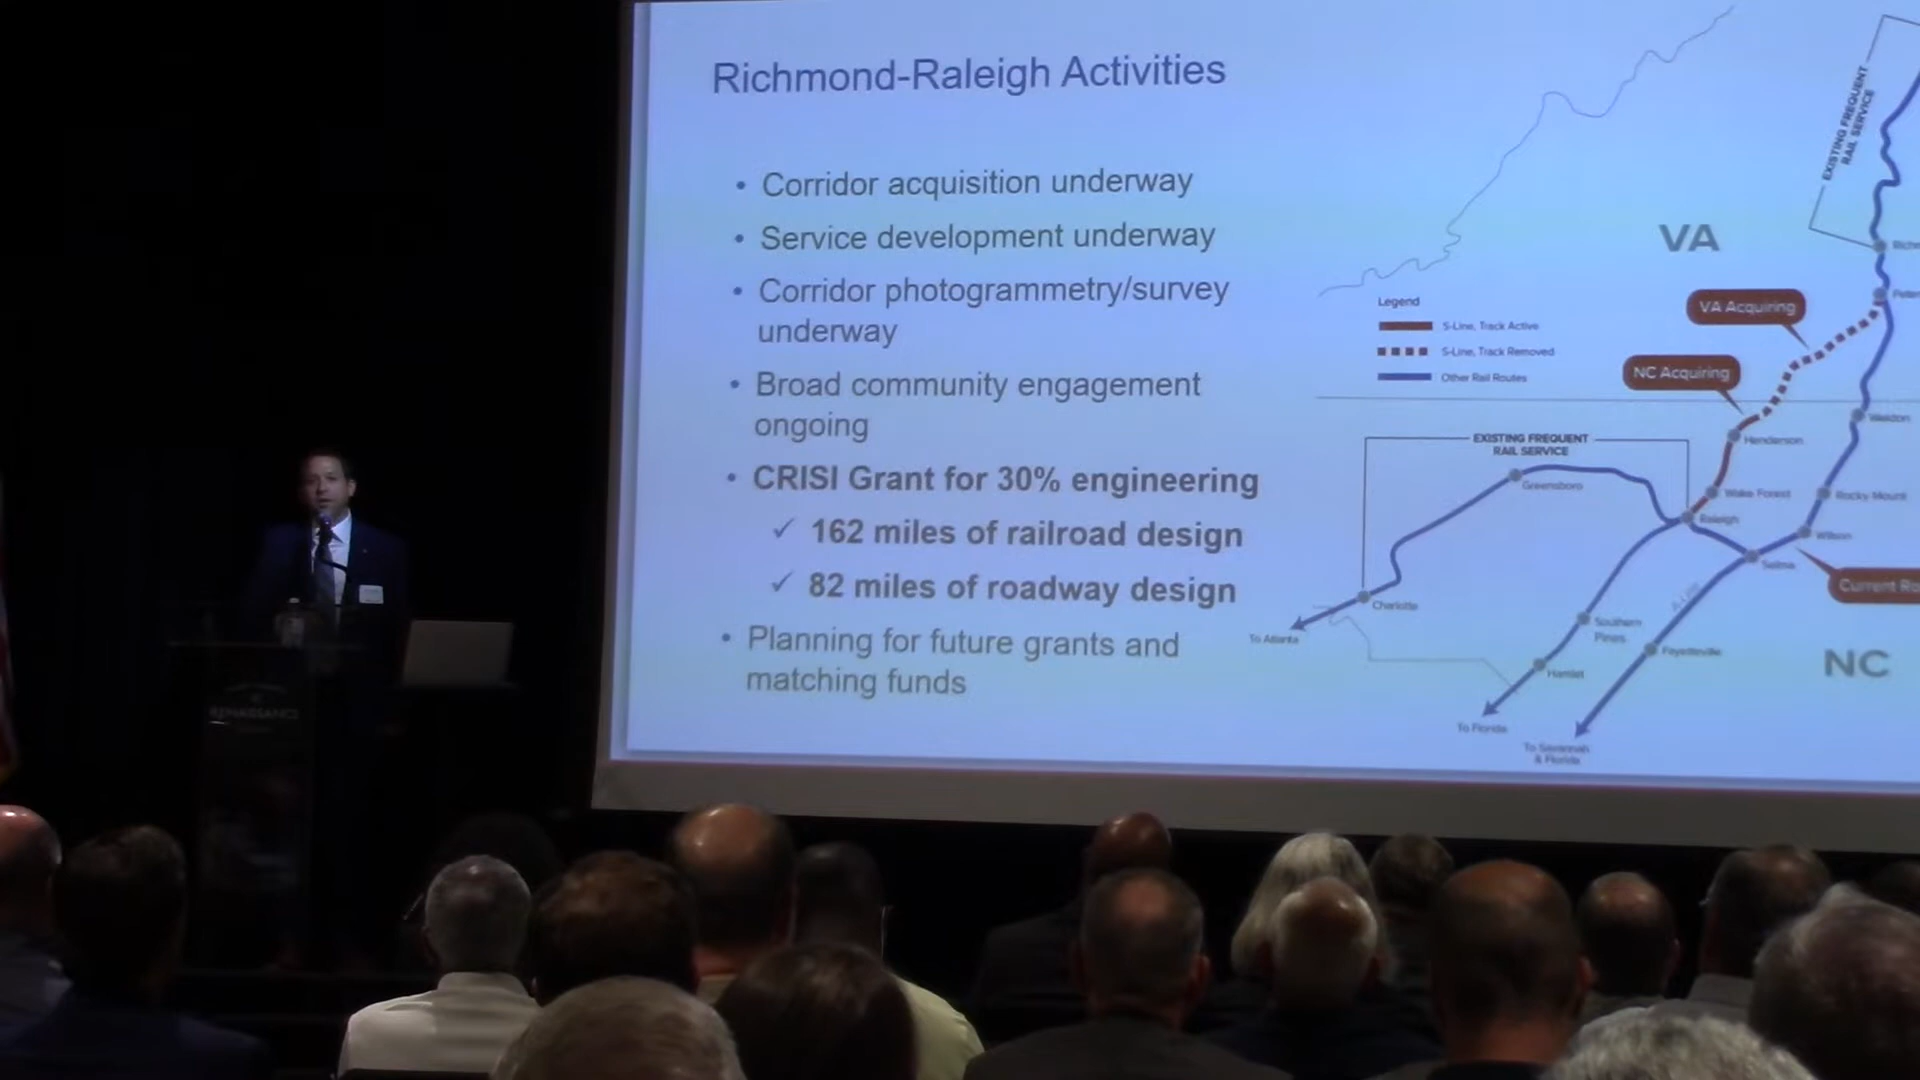 Richmond-Raleigh Activities
• Corridor acquisition underway
• Service development underway
• Corridor photogrammetry/survey
underway
• Broad community engagement
ongoing
• CRISI Grant for 30% engineering
✓ 162 miles of railroad design
✓ 82 miles of roadway design
• Planning for future grants and
matching funds
EXISTING FREQUENT
RAIL SERVICE
VA
Legend
S-Line, Track Active
S-Line, Track Removed
Other Rail Routes
VA Acquiring
NC Acquiring
Weldon
Henderson
EXISTING FREQUENT
RAIL SERVICE
Greensboro
Wake Forest
Rocky Mount
Raleigh
Wilson
Selma
Current
Charlotte
To Atlanta
Southern
Pines
Fayetteville
Hamlet
NC
To Florida
To Savannah
& Florida
RENAISSANCE